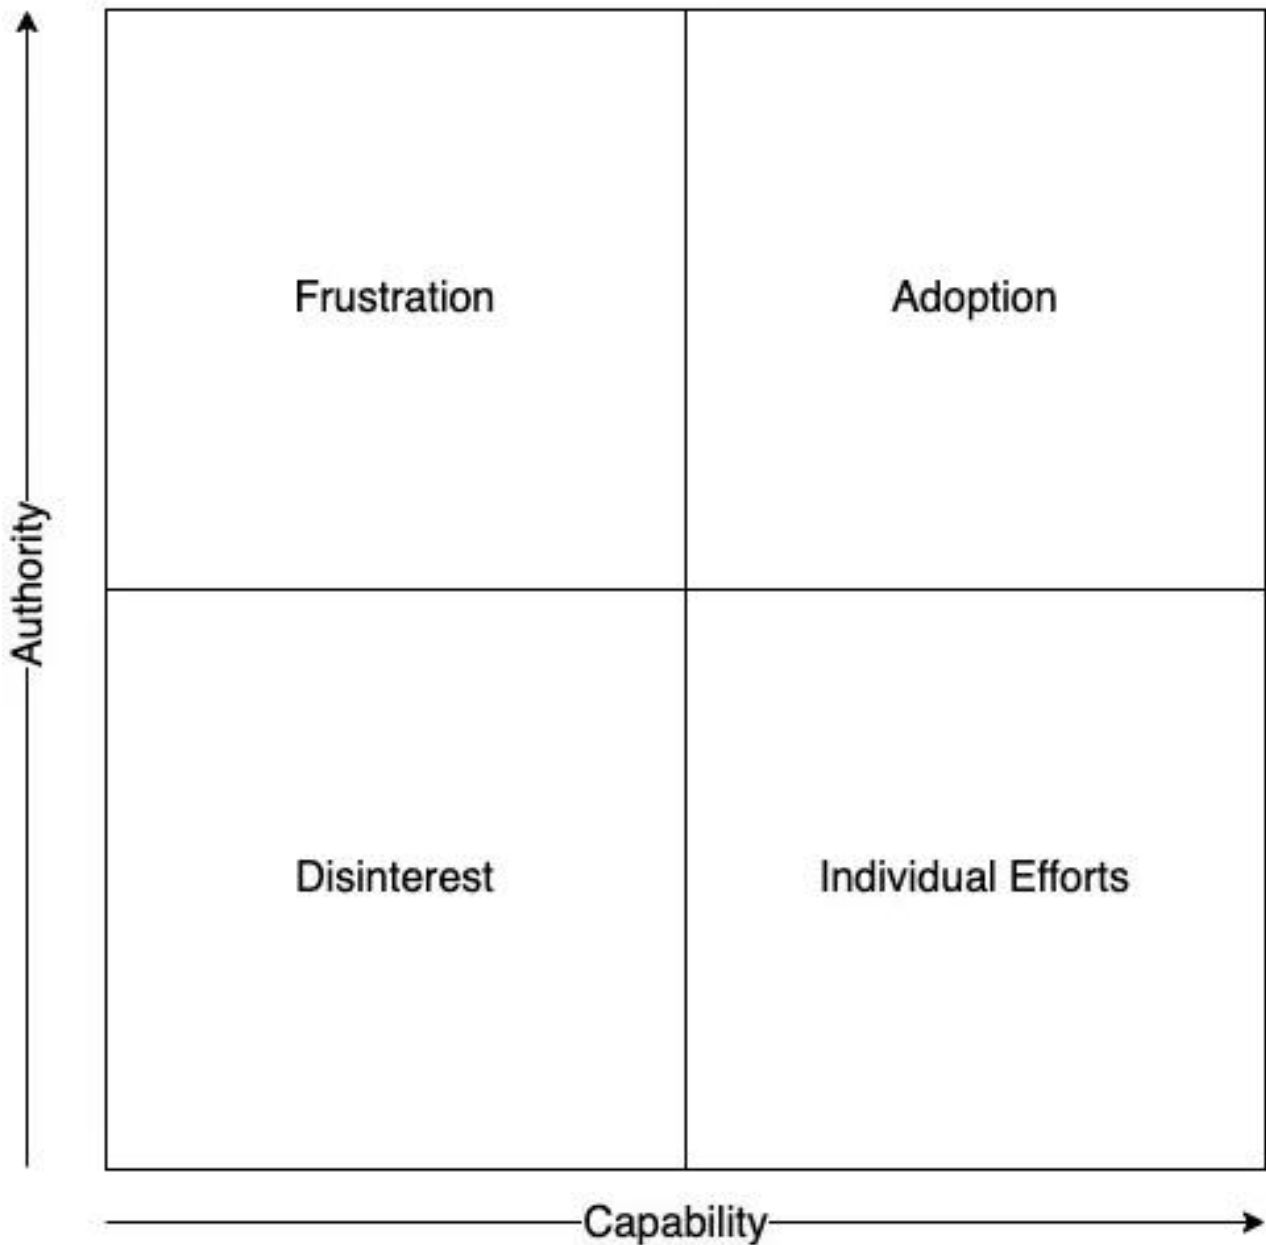 Frustration
Adoption
Authority
Disinterest
Individual Efforts
Capability